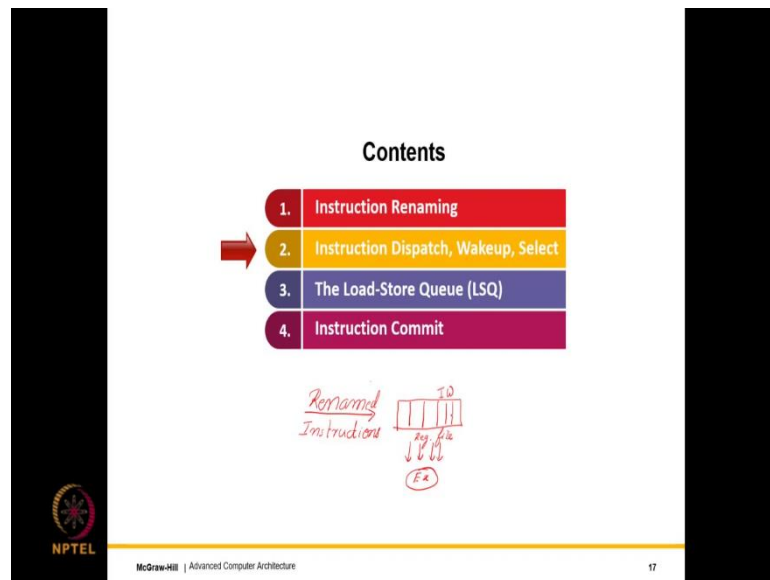 Contents
1. Instruction Renaming
2. Instruction Dispatch, Wakeup, Select
3. The Load-Store Queue (LSQ)
4. Instruction Commit
IW
Renamed
Instructions
Reg. file
Ex
NPTEL
McGraw-Hill | Advanced Computer Architecture
17